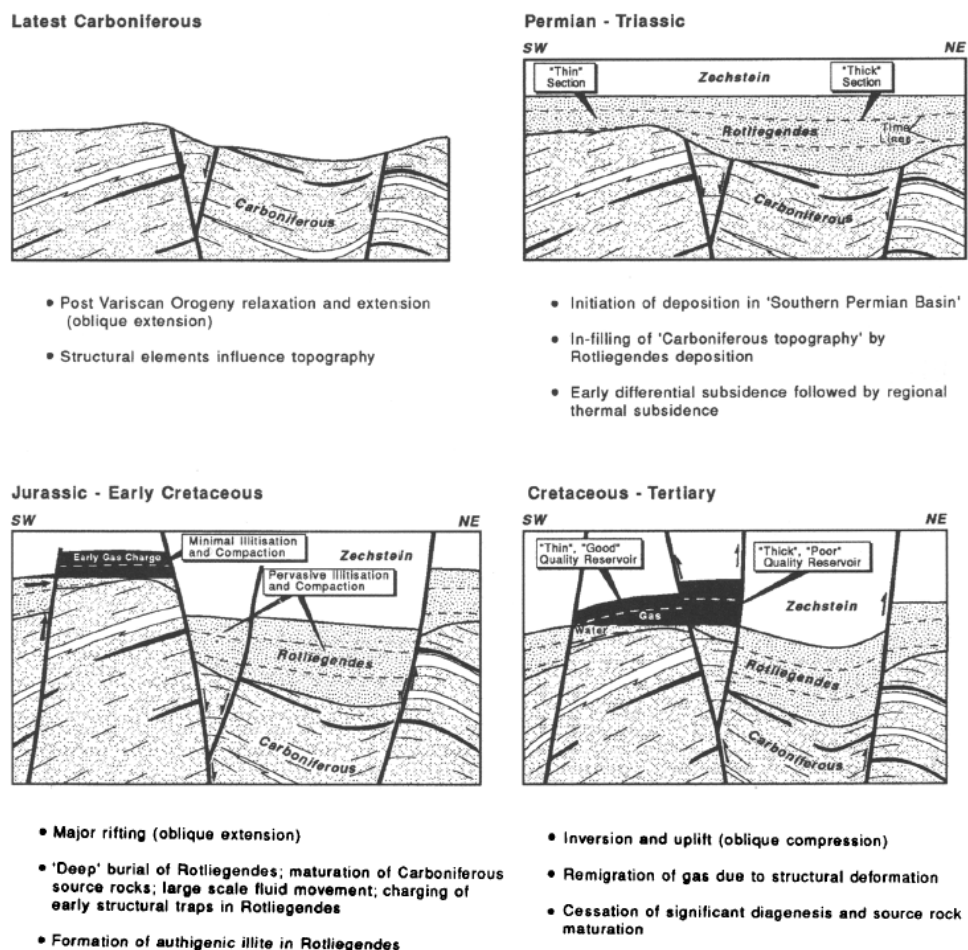 Latest Carboniferous
Carboniferous
• Post Variscan Orogeny relaxation and extension
(oblique extension)
• Structural elements influence topography
Permian - Triassic
SW
NE
"Thin"
Section
Zechstein
"Thick"
Section
Rotliegendes
Time
Lines
Carboniferous
• Initiation of deposition in 'Southern Permian Basin'
• In-filling of 'Carboniferous topography' by
Rotliegendes deposition
• Early differential subsidence followed by regional
thermal subsidence
Jurassic - Early Cretaceous
SW
NE
Early Gas Charge
Minimal Illitisation
and Compaction
Zechstein
Pervasive Illitisation
and Compaction
Rotliegendes
Carboniferous
• Major rifting (oblique extension)
• 'Deep' burial of Rotliegendes; maturation of Carboniferous
source rocks; large scale fluid movement; charging of
early structural traps in Rotliegendes
• Formation of authigenic illite in Rotliegendes
Cretaceous - Tertiary
SW
NE
"Thin", "Good"
Quality Reservoir
"Thick", "Poor"
Quality Reservoir
Zechstein
Gas
Water
Rotliegendes
Carboniferous
• Inversion and uplift (oblique compression)
• Remigration of gas due to structural deformation
• Cessation of significant diagenesis and source rock
maturation